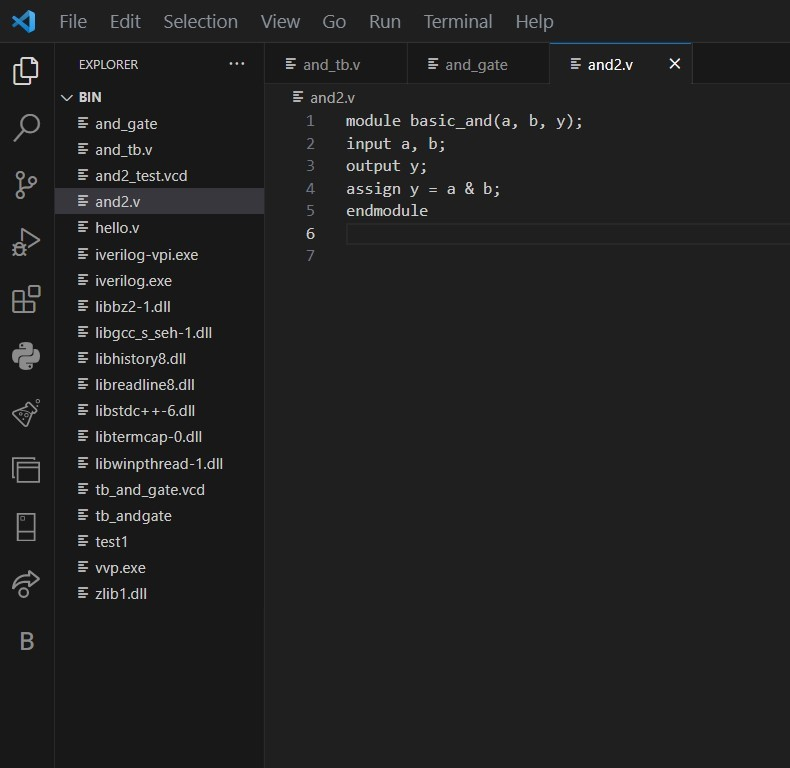 File Edit Selection View Go Run Terminal Help
EXPLORER ...
BIN
and_gate
and_tb.v
and2_test.vcd
and2.v
hello.v
iverilog-vpi.exe
iverilog.exe
libbz2-1.dll
libgcc_s_seh-1.dll
libhistory8.dll
libreadline8.dll
libstdc++-6.dll
libtermcap-0.dll
libwinpthread-1.dll
tb_and_gate.vcd
tb_andgate
test1
vvp.exe
zlib1.dll
B
and_tb.v and_gate and2.v
and2.v
1 module basic_and(a, b, y);
2 input a, b;
3 output y;
4 assign y = a & b;
5 endmodule
6
7